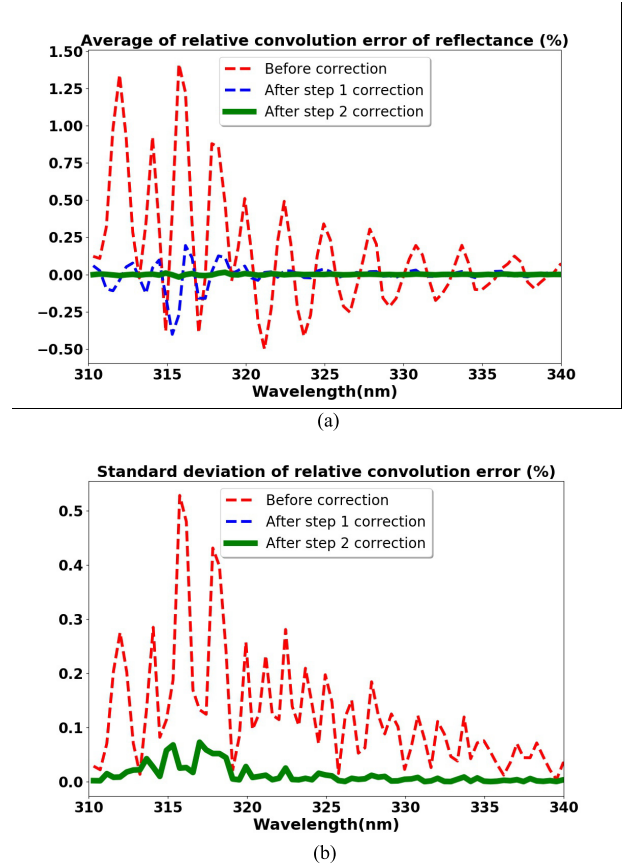 Average of relative convolution error of reflectance (%)
1.50
1.25
1.00
0.75
0.50
0.25
0.00
−0.25
−0.50
Before correction
After step 1 correction
After step 2 correction
310 315 320 325 330 335 340
Wavelength(nm)
(a)
Standard deviation of relative convolution error (%)
0.5
0.4
0.3
0.2
0.1
0.0
Before correction
After step 1 correction
After step 2 correction
310 315 320 325 330 335 340
Wavelength(nm)
(b)